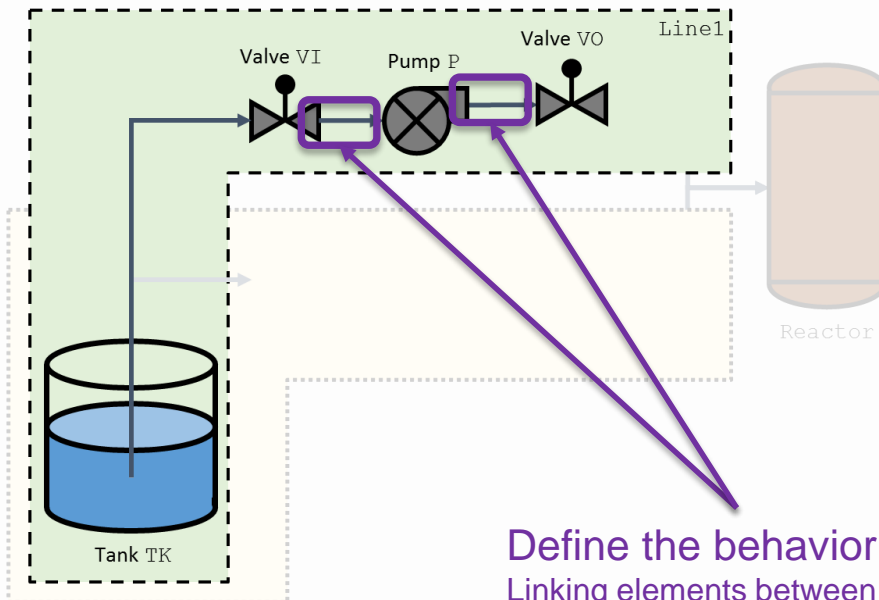 Line1
Valve VO
Valve VI
Pump P
Reactor
Tank TK
Define the behavior
Linking elements between